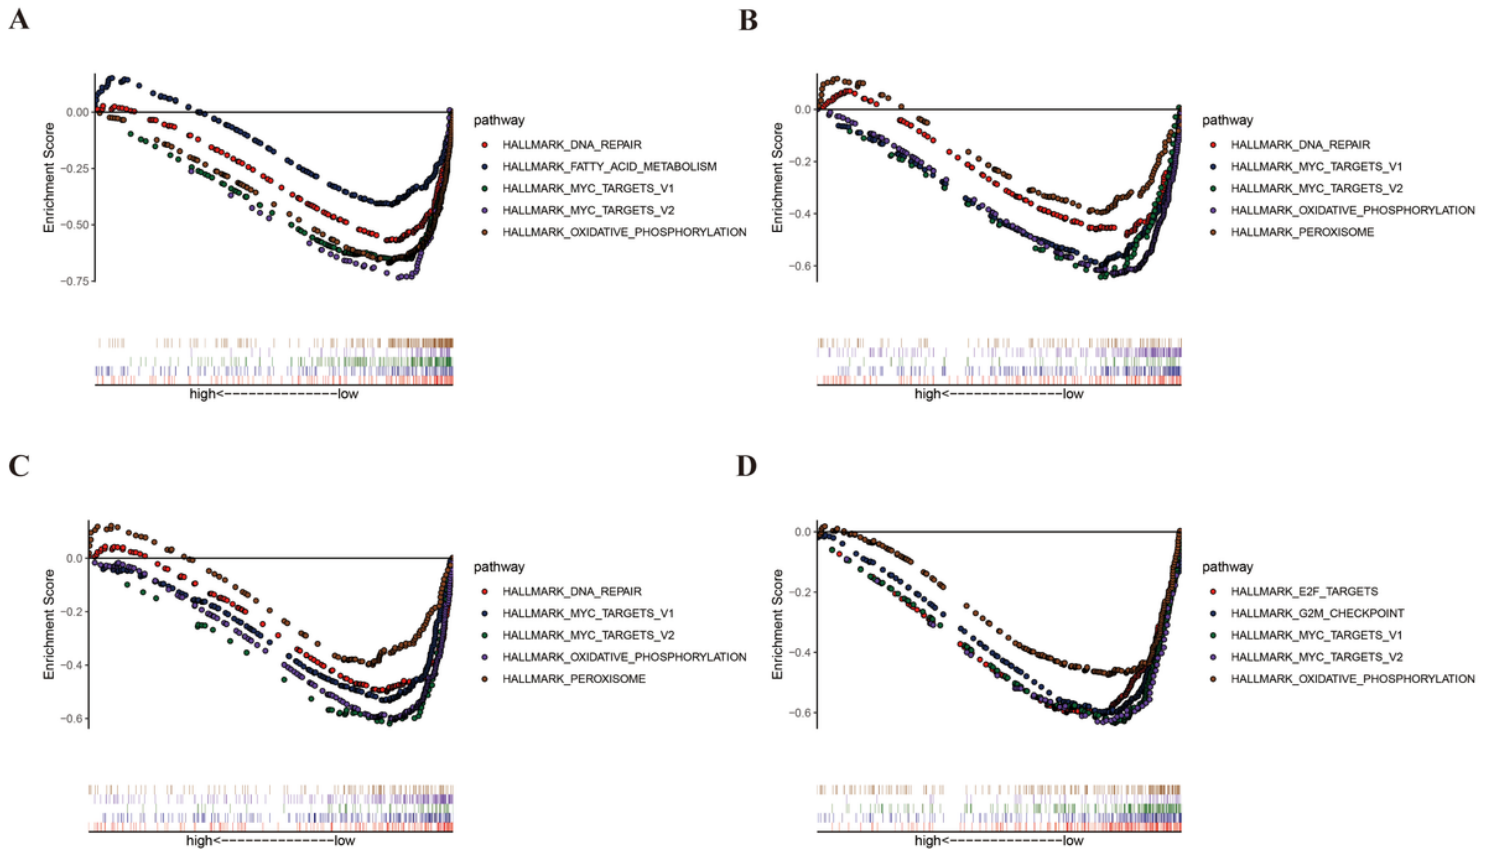 A
0.00
−0.25
−0.50
−0.75
Enrichment Score
pathway
HALLMARK_DNA_REPAIR
HALLMARK_FATTY_ACID_METABOLISM
HALLMARK_MYC_TARGETS_V1
HALLMARK_MYC_TARGETS_V2
HALLMARK_OXIDATIVE_PHOSPHORYLATION
high<−−−−−−−−−−−−−−−low
B
0.0
−0.2
−0.4
−0.6
Enrichment Score
pathway
HALLMARK_DNA_REPAIR
HALLMARK_MYC_TARGETS_V1
HALLMARK_MYC_TARGETS_V2
HALLMARK_OXIDATIVE_PHOSPHORYLATION
HALLMARK_PEROXISOME
high<−−−−−−−−−−−−−−−low
C
0.0
−0.2
−0.4
−0.6
Enrichment Score
pathway
HALLMARK_DNA_REPAIR
HALLMARK_MYC_TARGETS_V1
HALLMARK_MYC_TARGETS_V2
HALLMARK_OXIDATIVE_PHOSPHORYLATION
HALLMARK_PEROXISOME
high<−−−−−−−−−−−−−−−low
D
0.0
−0.2
−0.4
−0.6
Enrichment Score
pathway
HALLMARK_E2F_TARGETS
HALLMARK_G2M_CHECKPOINT
HALLMARK_MYC_TARGETS_V1
HALLMARK_MYC_TARGETS_V2
HALLMARK_OXIDATIVE_PHOSPHORYLATION
high<−−−−−−−−−−−−−−−low